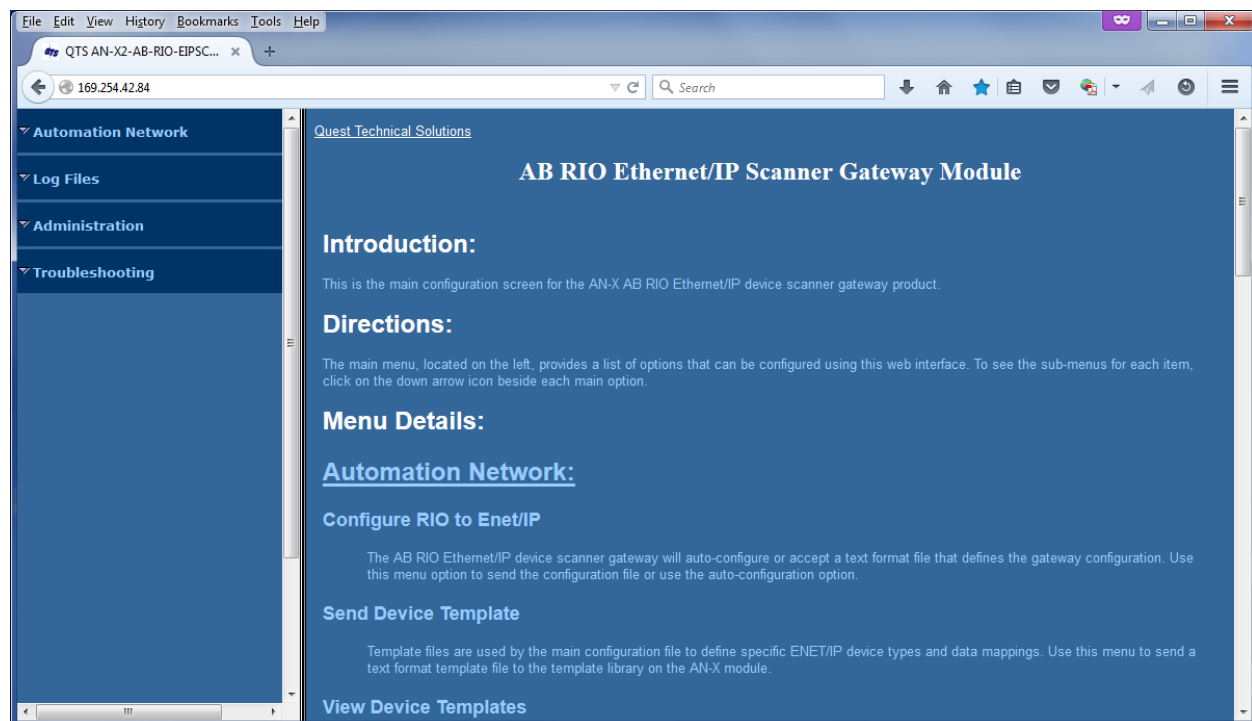 File Edit View History Bookmarks Tools Help
QTS AN-X2-AB-RIO-EIPSC...
169.254.42.84
Search
Automation Network
Log Files
Administration
Troubleshooting
Quest Technical Solutions
AB RIO Ethernet/IP Scanner Gateway Module
Introduction:
This is the main configuration screen for the AN-X AB RIO Ethernet/IP device scanner gateway product.
Directions:
The main menu, located on the left, provides a list of options that can be configured using this web interface. To see the sub-menus for each item,
click on the down arrow icon beside each main option.
Menu Details:
Automation Network:
Configure RIO to Enet/IP
The AB RIO Ethernet/IP device scanner gateway will auto-configure or accept a text format file that defines the gateway configuration. Use
this menu option to send the configuration file or use the auto-configuration option.
Send Device Template
Template files are used by the main configuration file to define specific ENET/IP device types and data mappings. Use this menu to send a
text format template file to the template library on the AN-X module.
View Device Templates